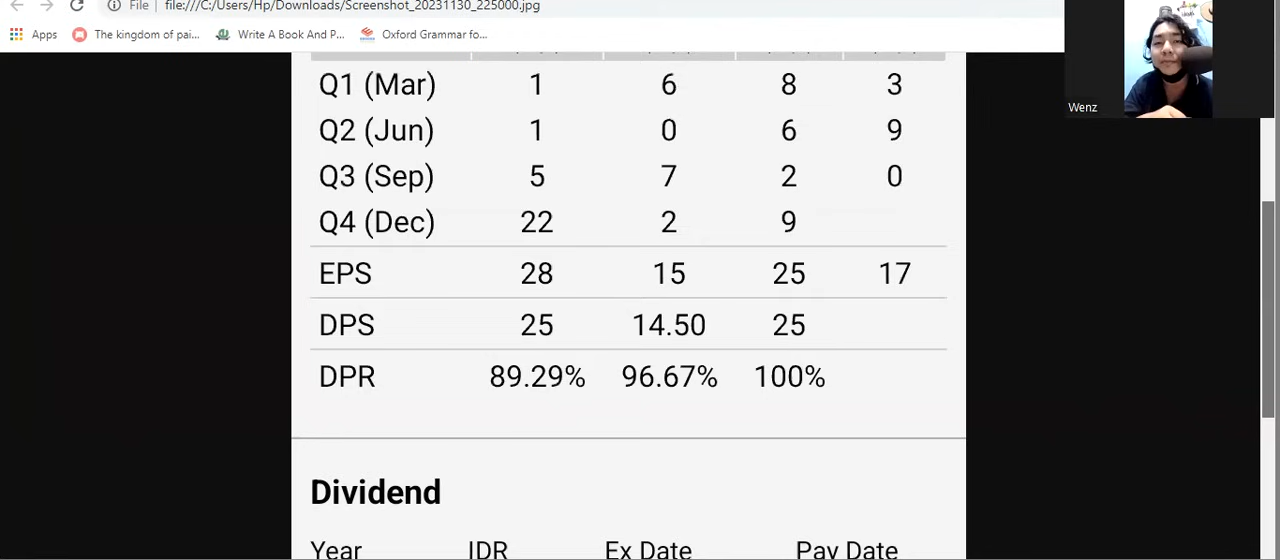 File file:///C:/Users/Hp/Downloads/Screenshot_20231130_225000.jpg
Apps The kingdom of pai... Write A Book And P... Oxford Grammar fo...
Wenz
Q1 (Mar) 1 6 8 3
Q2 (Jun) 1 0 6 9
Q3 (Sep) 5 7 2 0
Q4 (Dec) 22 2 9
EPS 28 15 25 17
DPS 25 14.50 25
DPR 89.29% 96.67% 100%
Dividend
Year IDR Ex Date Pay Date